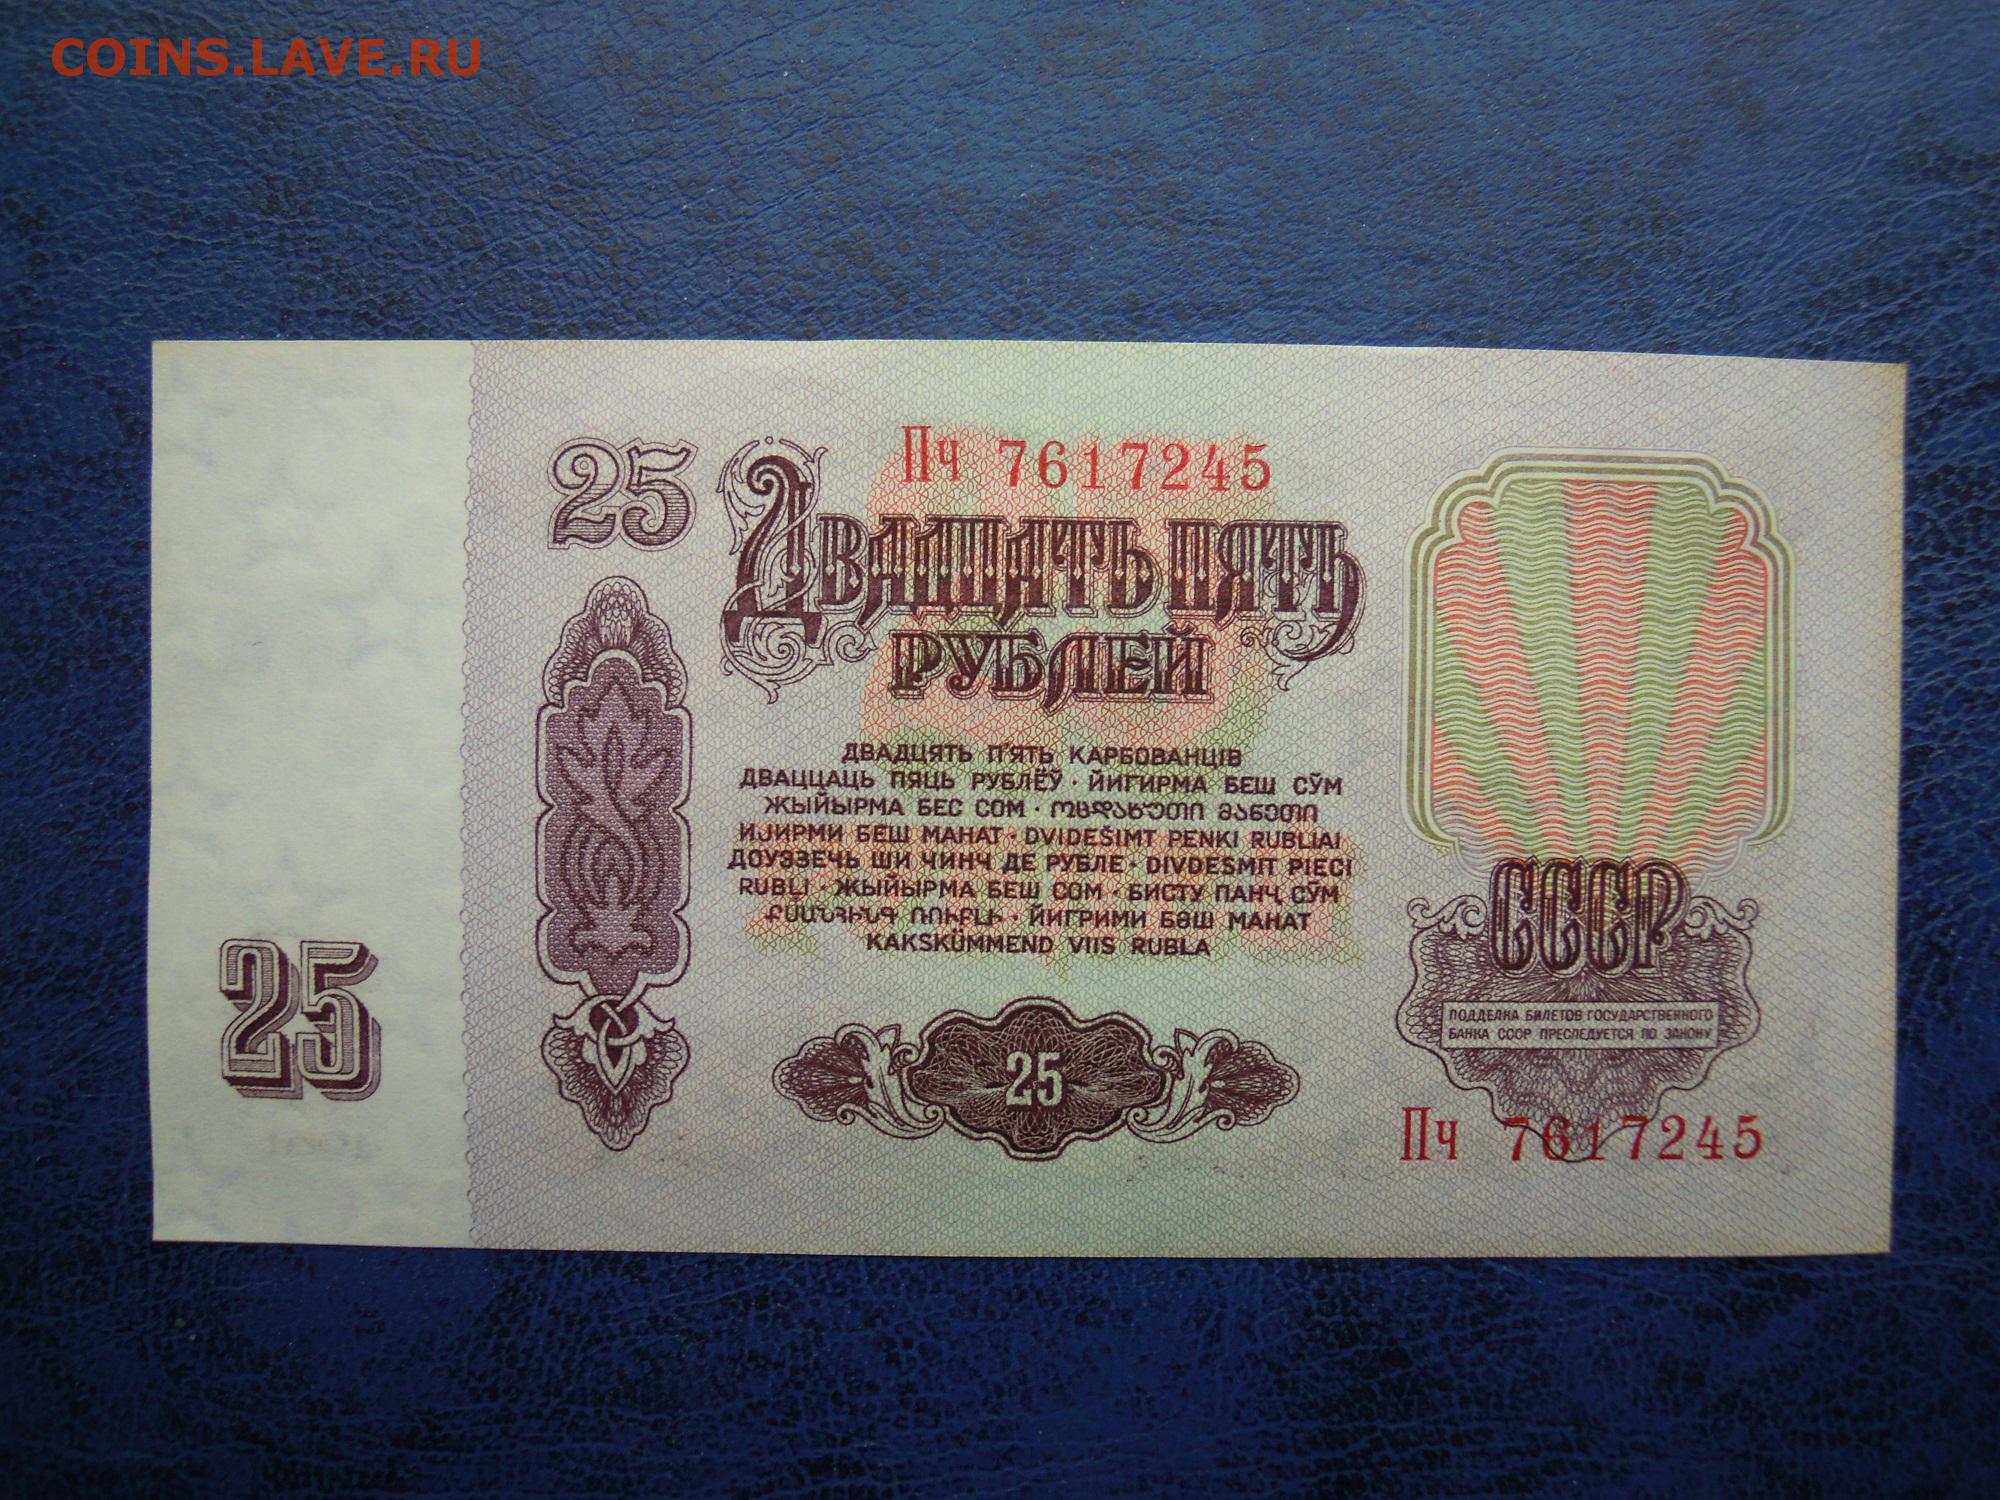 COINS.LAVE.RU
25
Пч 7617245
Двадцать пять
рублей
ДВАДЦЯТЬ П'ЯТЬ КАРБОВАНЦІВ
ДВАЦЦАЦЬ ПЯЦЬ РУБЛЁЎ · ЙИГИРМА БЕШ СЎМ
ЖЫЙЫРМА БЕС СОМ · ᲝᲪᲓᲐᲮᲣᲗᲘ ᲛᲐᲜᲔᲗᲘ
ИЈИРМИ БЕШ МАНАТ · DVIDEŠIMT PENKI RUBLIAI
ДОУЭЗЕЧЬ ШИ ЧИНЧ ДЕ РУБЛЕ · DIVDESMIT PIECI
RUBĻI · ЖЫЙЫРМА БЕШ СОМ · БИСТУ ПАНҶ СӮМ
ՔՍԱՆՀԻՆԳ ՌՈՒԲԼԻ · ЙИГРИМИ БӘШ МАНАТ
KAKSKÜMMEND VIIS RUBLA
25
25
СССР
ПОДДЕЛКА БИЛЕТОВ ГОСУДАРСТВЕННОГО
БАНКА СССР ПРЕСЛЕДУЕТСЯ ПО ЗАКОНУ
Пч 7617245